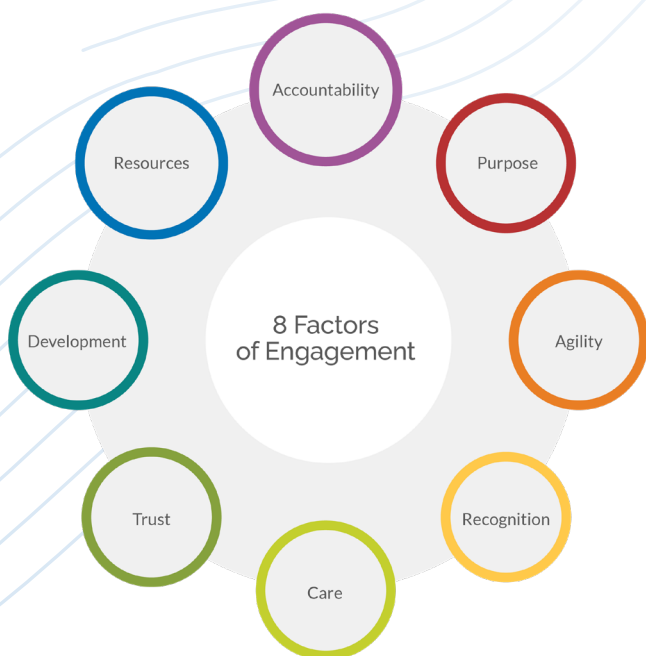 Accountability
Purpose
Agility
Recognition
Care
Trust
Development
Resources
8 Factors
of Engagement